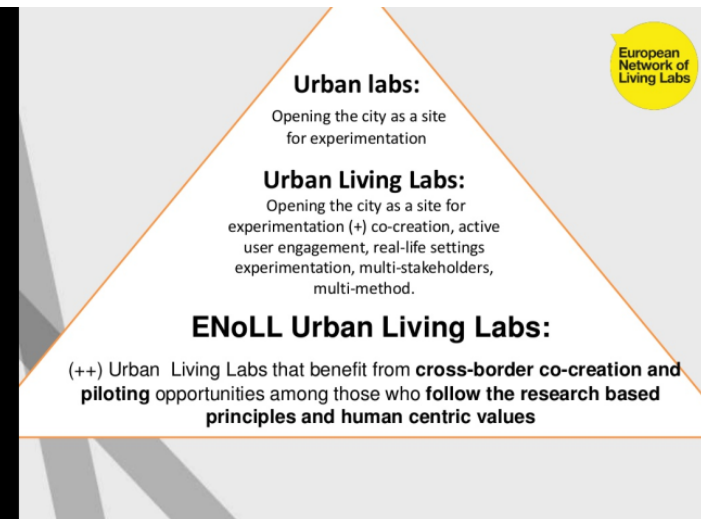 European
Network of
Living Labs
Urban labs:
Opening the city as a site
for experimentation
Urban Living Labs:
Opening the city as a site for
experimentation (+) co-creation, active
user engagement, real-life settings
experimentation, multi-stakeholders,
multi-method.
ENoLL Urban Living Labs:
(++) Urban Living Labs that benefit from cross-border co-creation and
piloting opportunities among those who follow the research based
principles and human centric values